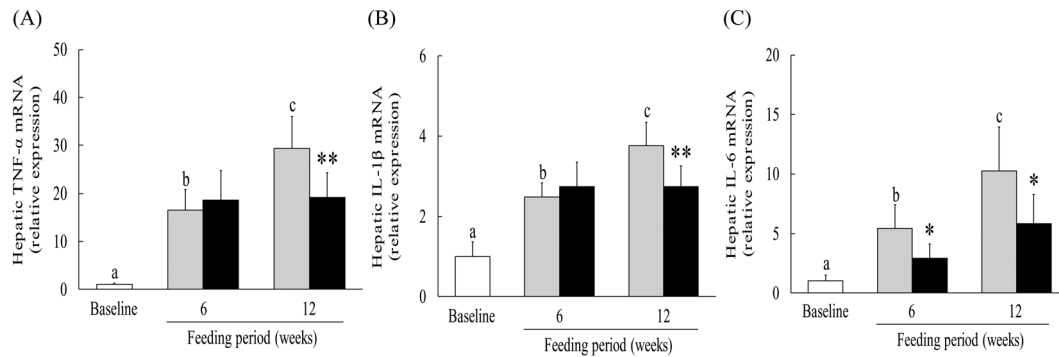 (A)
Hepatic TNF-α mRNA
(relative expression)
50
40
30
20
10
0
a
b
c
**
Baseline
6
12
Feeding period (weeks)
(B)
Hepatic IL-1β mRNA
(relative expression)
6
4
2
0
a
b
c
**
Baseline
6
12
Feeding period (weeks)
(C)
Hepatic IL-6 mRNA
(relative expression)
20
15
10
5
0
a
b
*
c
*
Baseline
6
12
Feeding period (weeks)